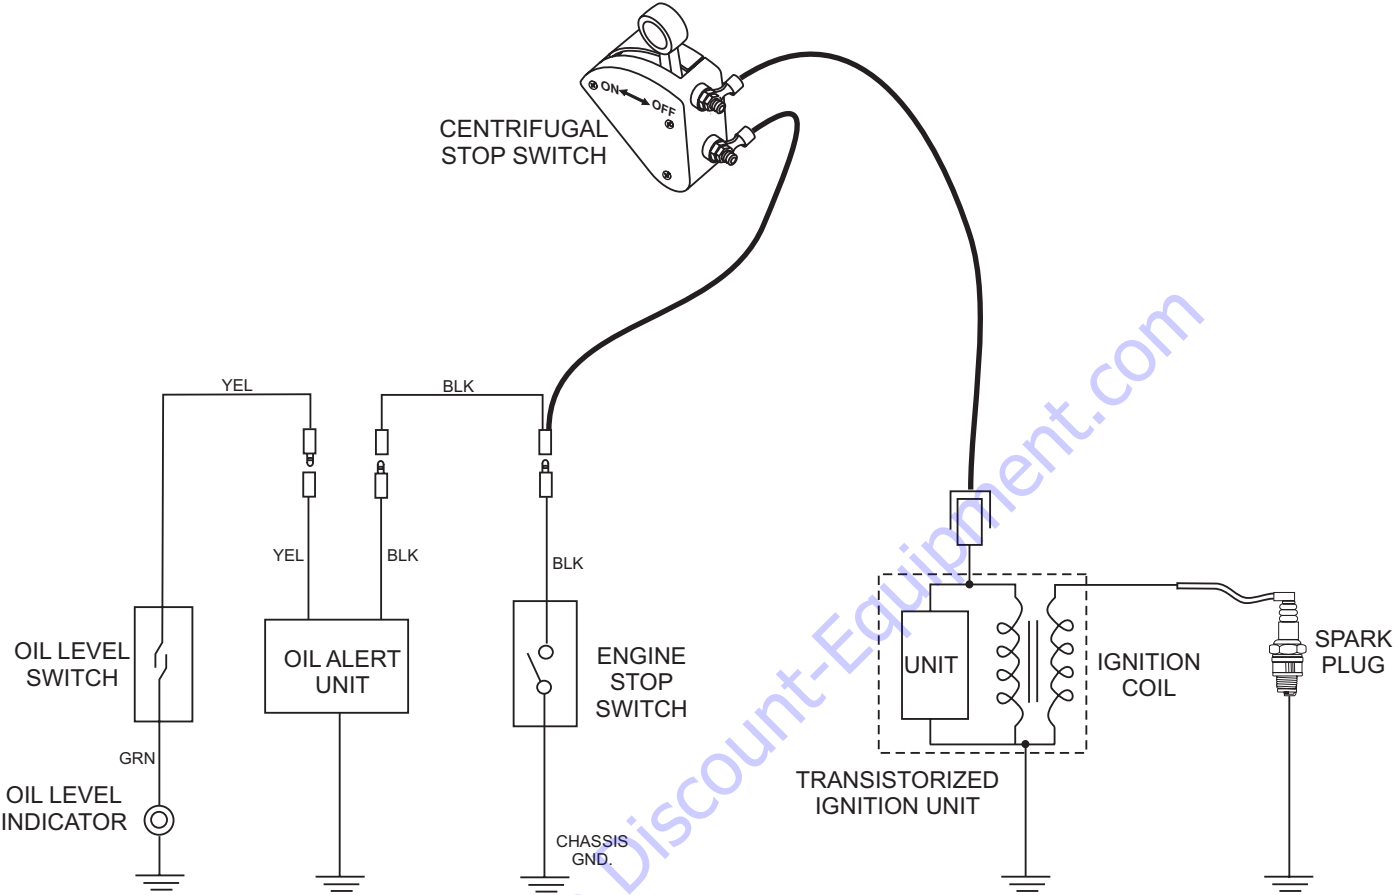 ON
OFF
CENTRIFUGAL
STOP SWITCH
YEL
BLK
YEL
BLK
BLK
OIL LEVEL
SWITCH
OIL ALERT
UNIT
ENGINE
STOP
SWITCH
UNIT
IGNITION
COIL
SPARK
PLUG
GRN
TRANSISTORIZED
IGNITION UNIT
OIL LEVEL
INDICATOR
CHASSIS
GND.
Discount-Equipment.com